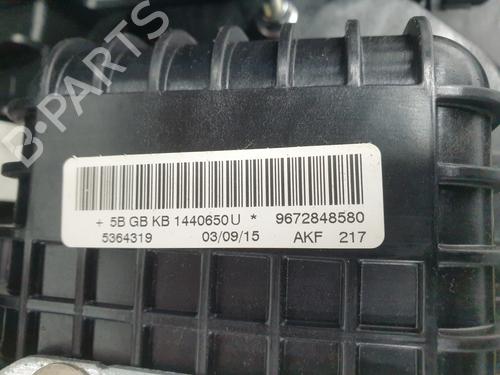 B-PARTS
+ 5B GB KB 1440650U * 9672848580
5364319 03/09/15 AKF 217